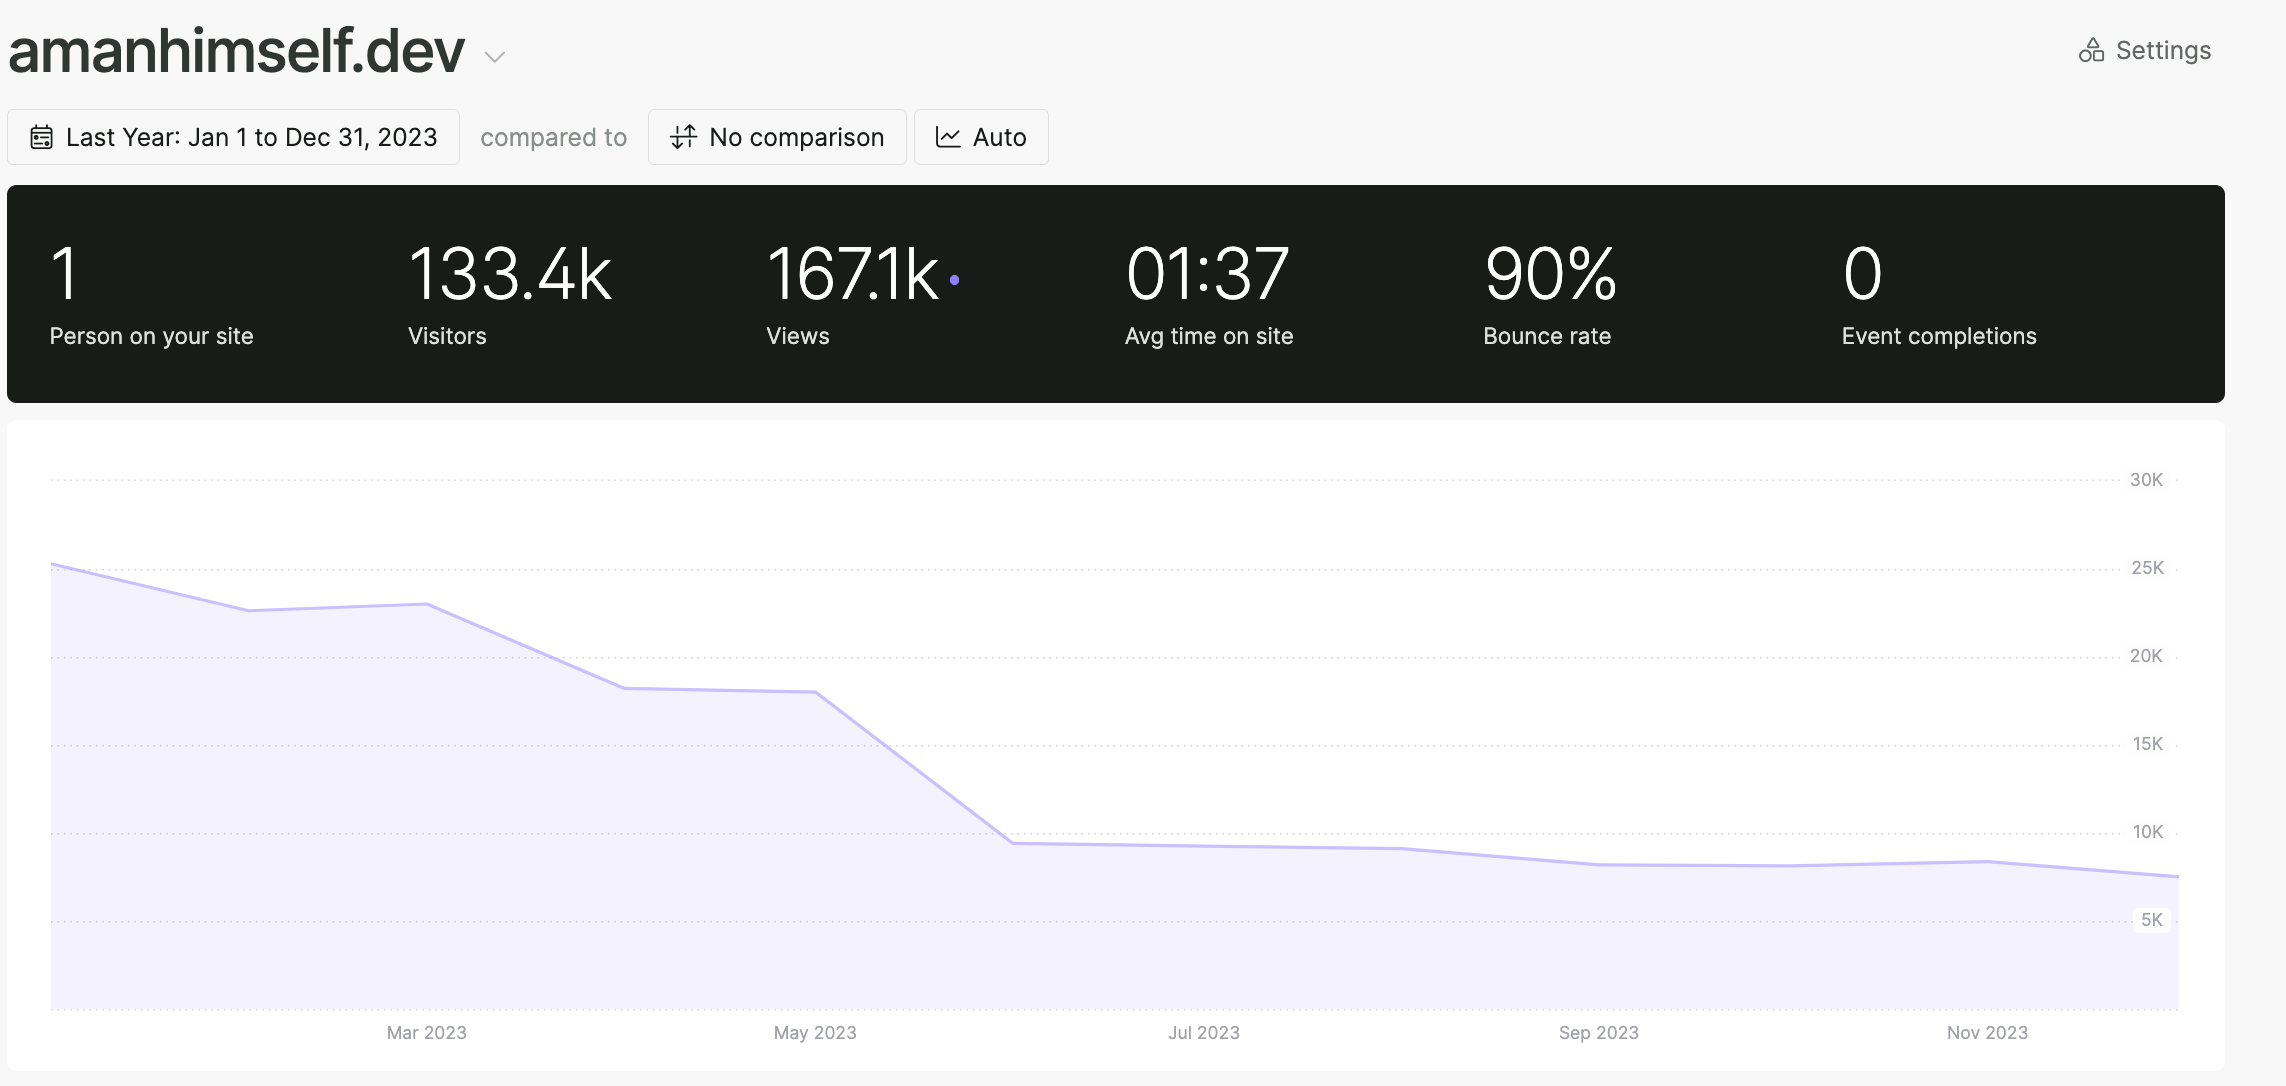 amanhimself.dev
Settings
Last Year: Jan 1 to Dec 31, 2023 compared to No comparison Auto
1 133.4k 167.1k 01:37 90% 0
Person on your site Visitors Views Avg time on site Bounce rate Event completions
30K
25K
20K
15K
10K
5K
Mar 2023 May 2023 Jul 2023 Sep 2023 Nov 2023